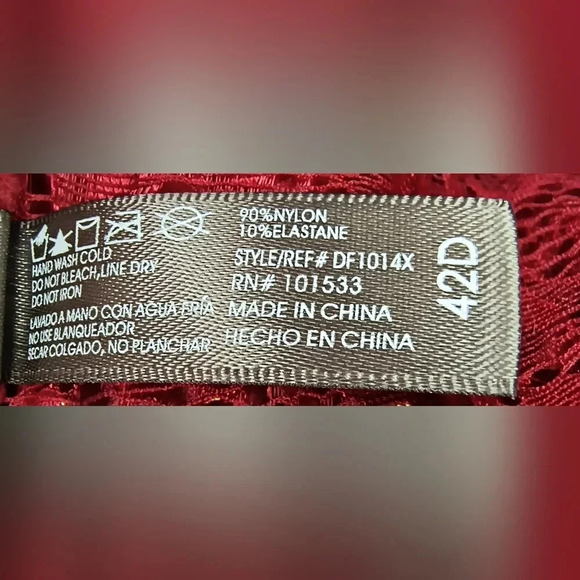 90%NYLON
10%ELASTANE
STYLE/REF# DF1014X
RN# 101533
MADE IN CHINA
HECHO EN CHINA
HAND WASH COLD
DO NOT BLEACH,LINE DRY
DO NOT IRON
LAVADO A MANO CON AGUA FRÍA
NO USE BLANQUEADOR
SECAR COLGADO, NO PLANCHAR
42D